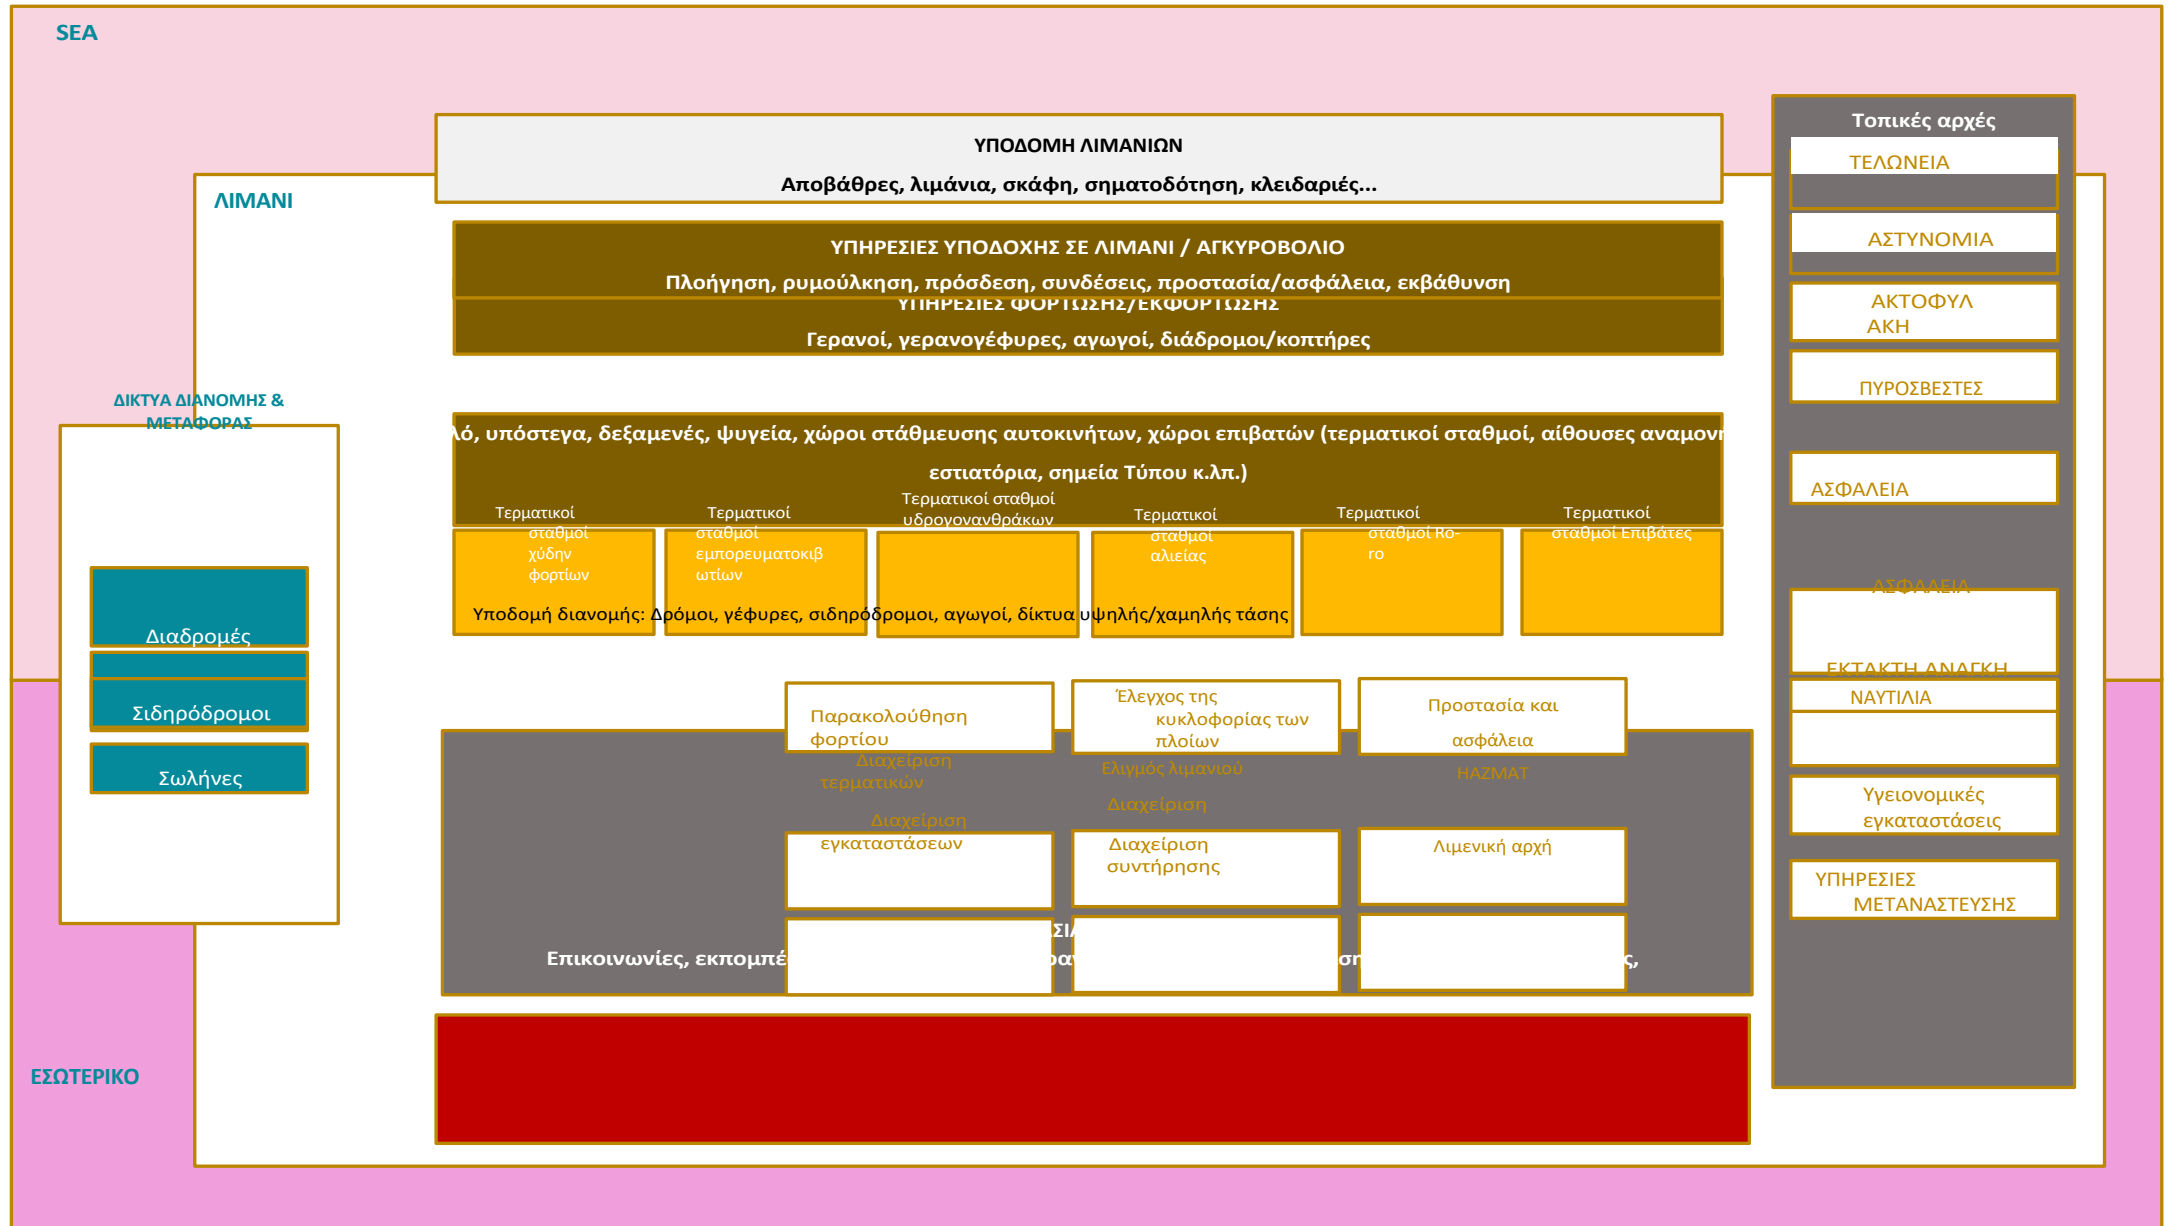 SEA
Τοπικές αρχές
ΥΠΟΔΟΜΗ ΛΙΜΑΝΙΩΝ
Αποβάθρες, λιμάνια, σκάφη, σηματοδότηση, κλειδαριές...
ΤΕΛΩΝΕΙΑ
ΛΙΜΑΝΙ
ΥΠΗΡΕΣΙΕΣ ΥΠΟΔΟΧΗΣ ΣΕ ΛΙΜΑΝΙ / ΑΓΚΥΡΟΒΟΛΙΟ
Πλοήγηση, ρυμούλκηση, πρόσδεση, συνδέσεις, προστασία/ασφάλεια, εκβάθυνση
ΑΣΤΥΝΟΜΙΑ
ΥΠΗΡΕΣΙΕΣ ΦΟΡΤΩΣΗΣ/ΕΚΦΟΡΤΩΣΗΣ
Γερανοί, γερανογέφυρες, αγωγοί, διάδρομοι/κοπτήρες
ΑΚΤΟΦΥΛ
ΑΚΗ
ΠΥΡΟΣΒΕΣΤΕΣ
ΔΙΚΤΥΑ ΔΙΑΝΟΜΗΣ &
ΜΕΤΑΦΟΡΑΣ
υπόστεγα, δεξαμενές, ψυγεία, χώροι στάθμευσης αυτοκινήτων, χώροι επιβατών (τερματικοί σταθμοί, αίθουσες
εστιατόρια, σημεία Τύπου κ.λπ.)
ΑΣΦΑΛΕΙΑ
Τερματικοί
σταθμοί
χύδην
φορτίων
Τερματικοί
σταθμοί
εμπορευματοκιβ
ωτίων
Τερματικοί σταθμοί
υδρογονανθράκων
Τερματικοί
σταθμοί
αλιείας
Τερματικοί
σταθμοί Ro-
ro
Τερματικοί
σταθμοί Επιβάτες
Υποδομή διανομής: Δρόμοι, γέφυρες, σιδηρόδρομοι, αγωγοί, δίκτυα υψηλής/χαμηλής τάσης
ΑΣΦΑΛΕΙΑ
ΕΚΤΑΚΤΗ ΑΝΑΓΚΗ
ΝΑΥΤΙΛΙΑ
Διαδρομές
Σιδηρόδρομοι
Σωλήνες
Παρακολούθηση
φορτίου
Έλεγχος της
κυκλοφορίας των
πλοίων
Προστασία και
ασφάλεια
Διαχείριση
τερματικών
Ελιγμός λιμανιού
HAZMAT
Διαχείριση
Διαχείριση
εγκαταστάσεων
Διαχείριση
συντήρησης
Λιμενική αρχή
Υγειονομικές
εγκαταστάσεις
ΥΠΗΡΕΣΙΕΣ
ΜΕΤΑΝΑΣΤΕΥΣΗΣ
Επικοινωνίες,
ΕΣΩΤΕΡΙΚΟ